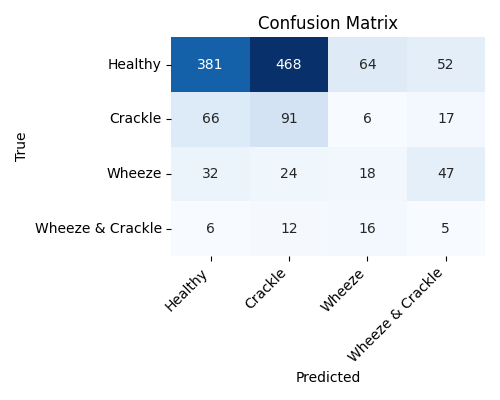 Confusion Matrix
True
Healthy 381 468 64 52
Crackle 66 91 6 17
Wheeze 32 24 18 47
Wheeze & Crackle 6 12 16 5
Healthy Crackle Wheeze Wheeze & Crackle
Predicted